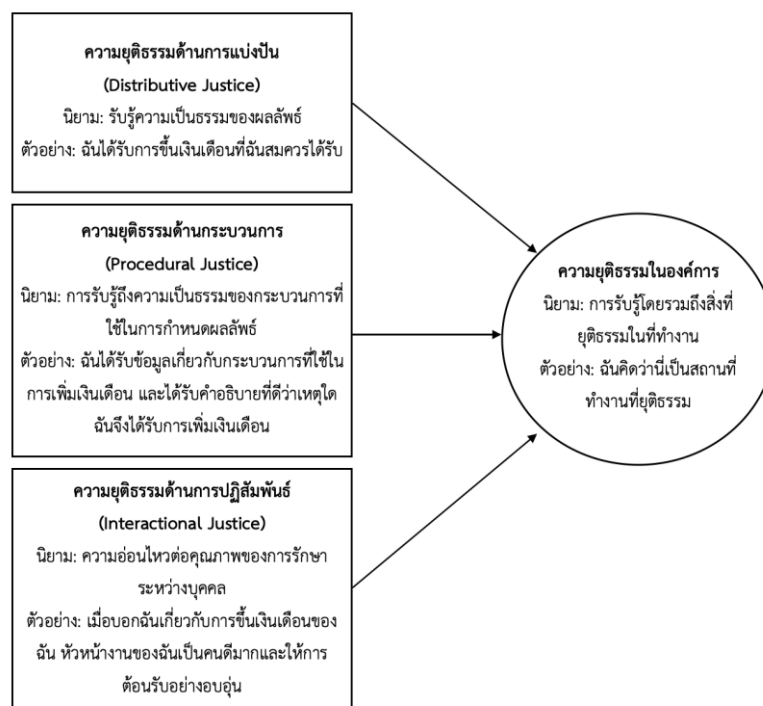 ความยุติธรรมด้านการแบ่งปัน
(Distributive Justice)
นิยาม: รับรู้ความเป็นธรรมของผลลัพธ์
ตัวอย่าง: ฉันได้รับการขึ้นเงินเดือนที่ฉันสมควรได้รับ
ความยุติธรรมด้านกระบวนการ
(Procedural Justice)
นิยาม: การรับรู้ถึงความเป็นธรรมของกระบวนการที่
ใช้ในการกำหนดผลลัพธ์
ตัวอย่าง: ฉันได้รับข้อมูลเกี่ยวกับกระบวนการที่ใช้ใน
การเพิ่มเงินเดือน และได้รับคำอธิบายที่ดีว่าเหตุใด
ฉันจึงได้รับการเพิ่มเงินเดือน
ความยุติธรรมด้านการปฏิสัมพันธ์
(Interactional Justice)
นิยาม: ความอ่อนไหวต่อคุณภาพของการรักษา
ระหว่างบุคคล
ตัวอย่าง: เมื่อบอกฉันเกี่ยวกับการขึ้นเงินเดือนของ
ฉัน หัวหน้างานของฉันเป็นคนดีมากและให้การ
ต้อนรับอย่างอบอุ่น
ความยุติธรรมในองค์การ
นิยาม: การรับรู้โดยรวมถึงสิ่งที่
ยุติธรรมในที่ทำงาน
ตัวอย่าง: ฉันคิดว่านี่เป็นสถานที่
ทำงานที่ยุติธรรม